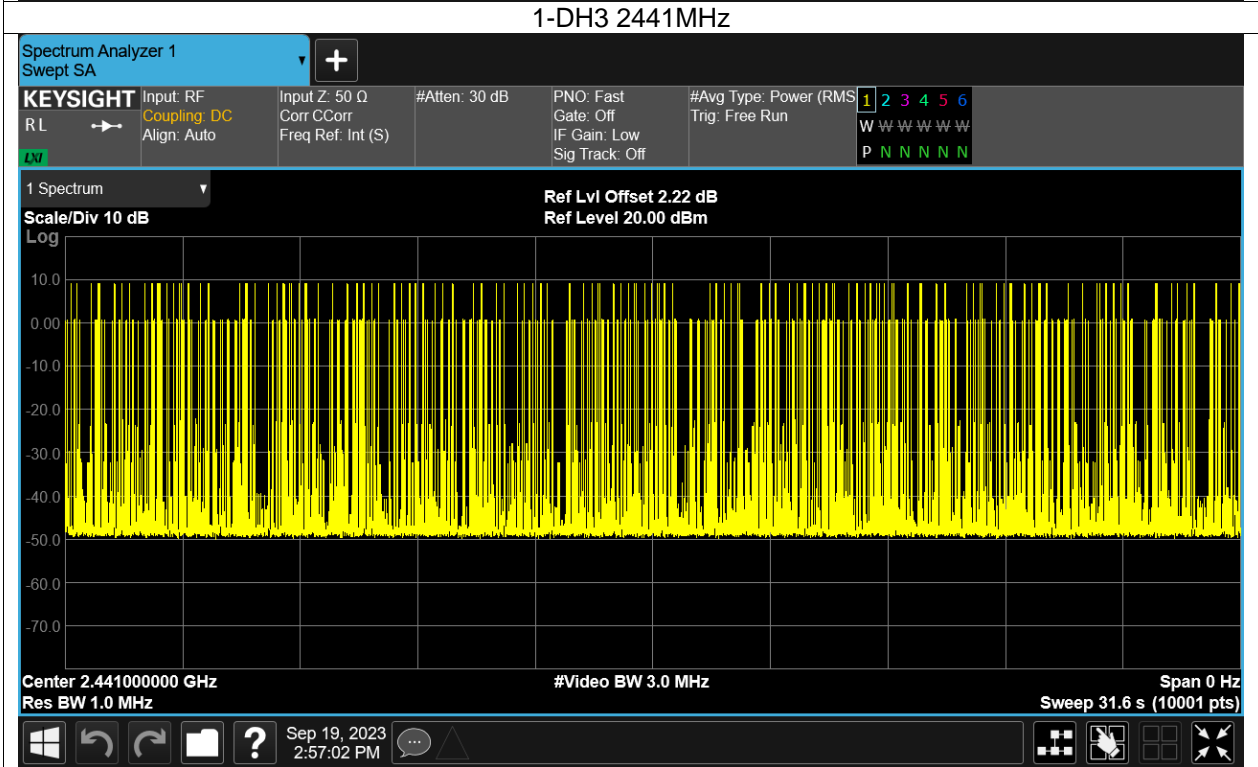 1-DH3 2441MHz
Spectrum Analyzer 1
Swept SA
KEYSIGHT
RL
LXI
Input: RF
Coupling: DC
Align: Auto
Input Z: 50 Ω
Corr CCorr
Freq Ref: Int (S)
#Atten: 30 dB
PNO: Fast
Gate: Off
IF Gain: Low
Sig Track: Off
#Avg Type: Power (RMS
Trig: Free Run
1 2 3 4 5 6
W W W W W W
P N N N N N
1 Spectrum
Scale/Div 10 dB
Log
Ref Lvl Offset 2.22 dB
Ref Level 20.00 dBm
10.0
0.00
-10.0
-20.0
-30.0
-40.0
-50.0
-60.0
-70.0
Center 2.441000000 GHz
Res BW 1.0 MHz
#Video BW 3.0 MHz
Span 0 Hz
Sweep 31.6 s (10001 pts)
?
Sep 19, 2023
2:57:02 PM